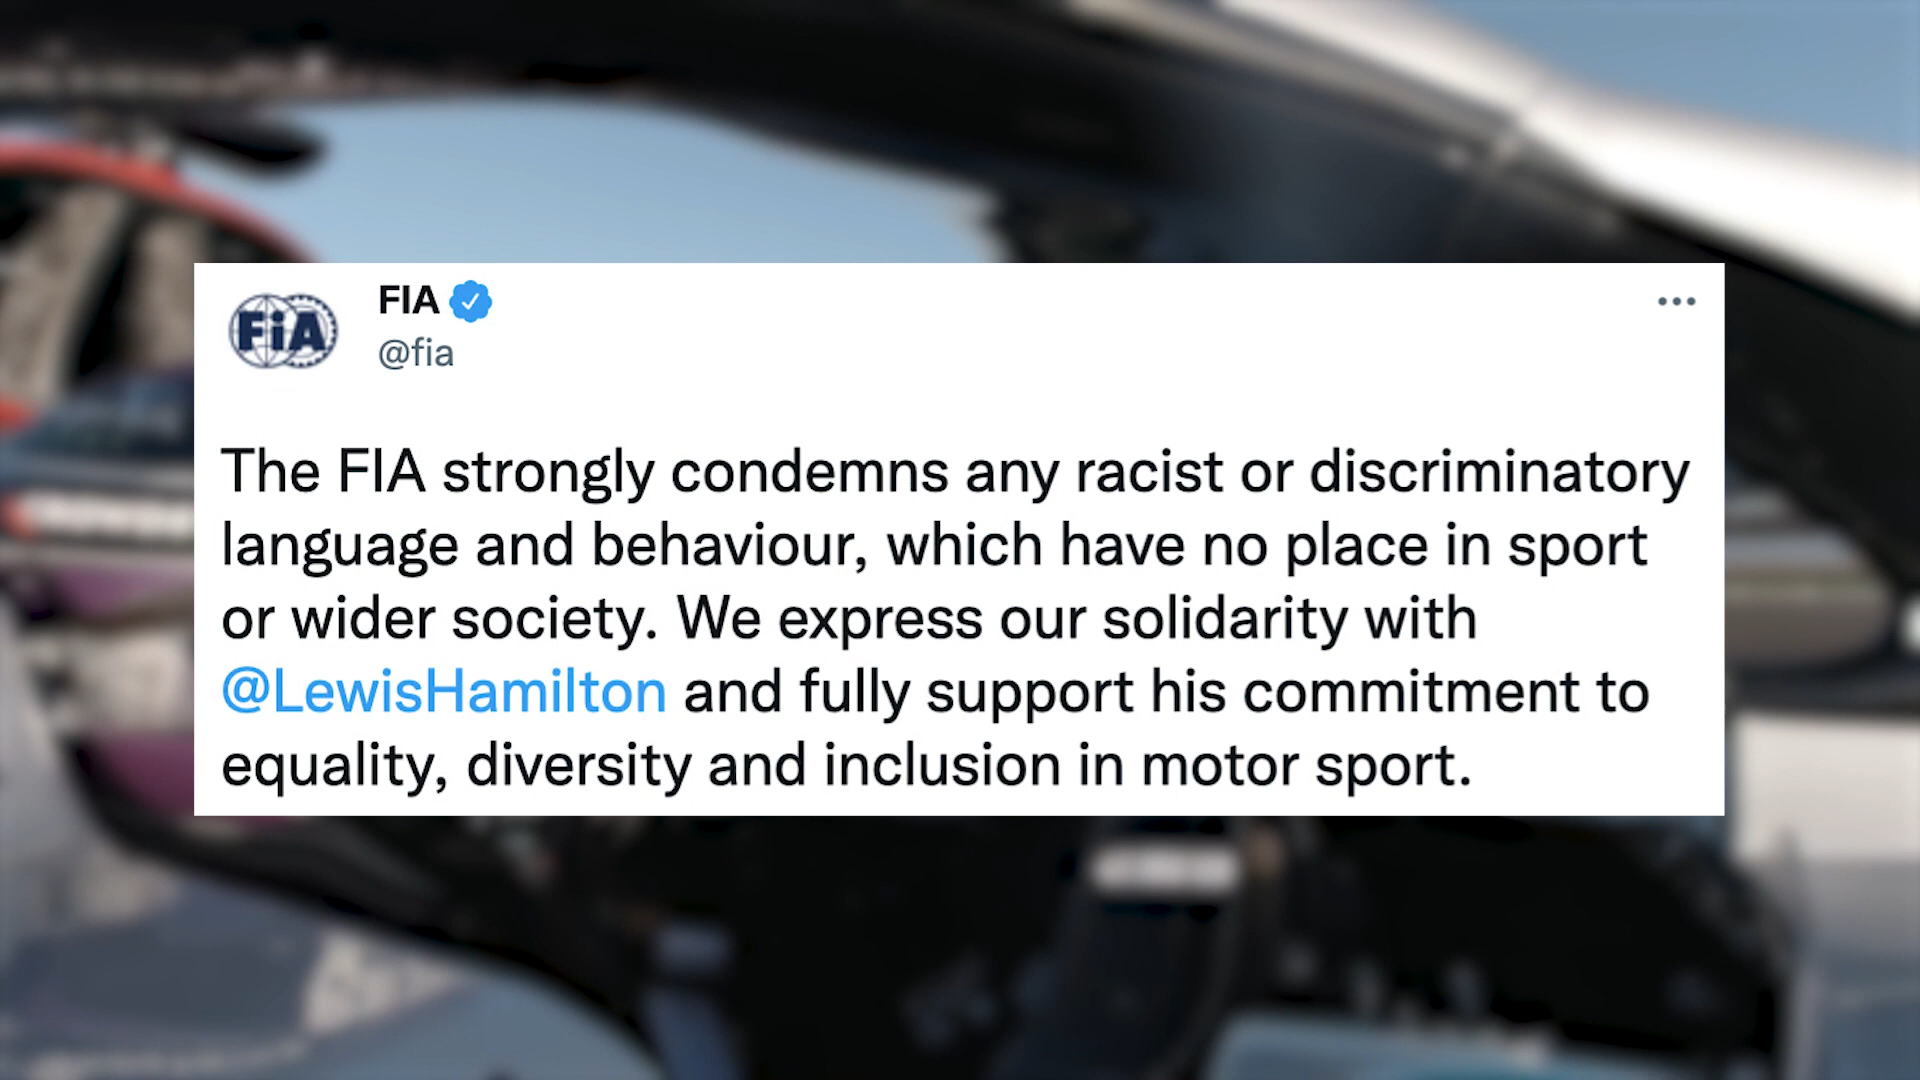 FiA
FIA
@fia
The FIA strongly condemns any racist or discriminatory
language and behaviour, which have no place in sport
or wider society. We express our solidarity with
@LewisHamilton and fully support his commitment to
equality, diversity and inclusion in motor sport.